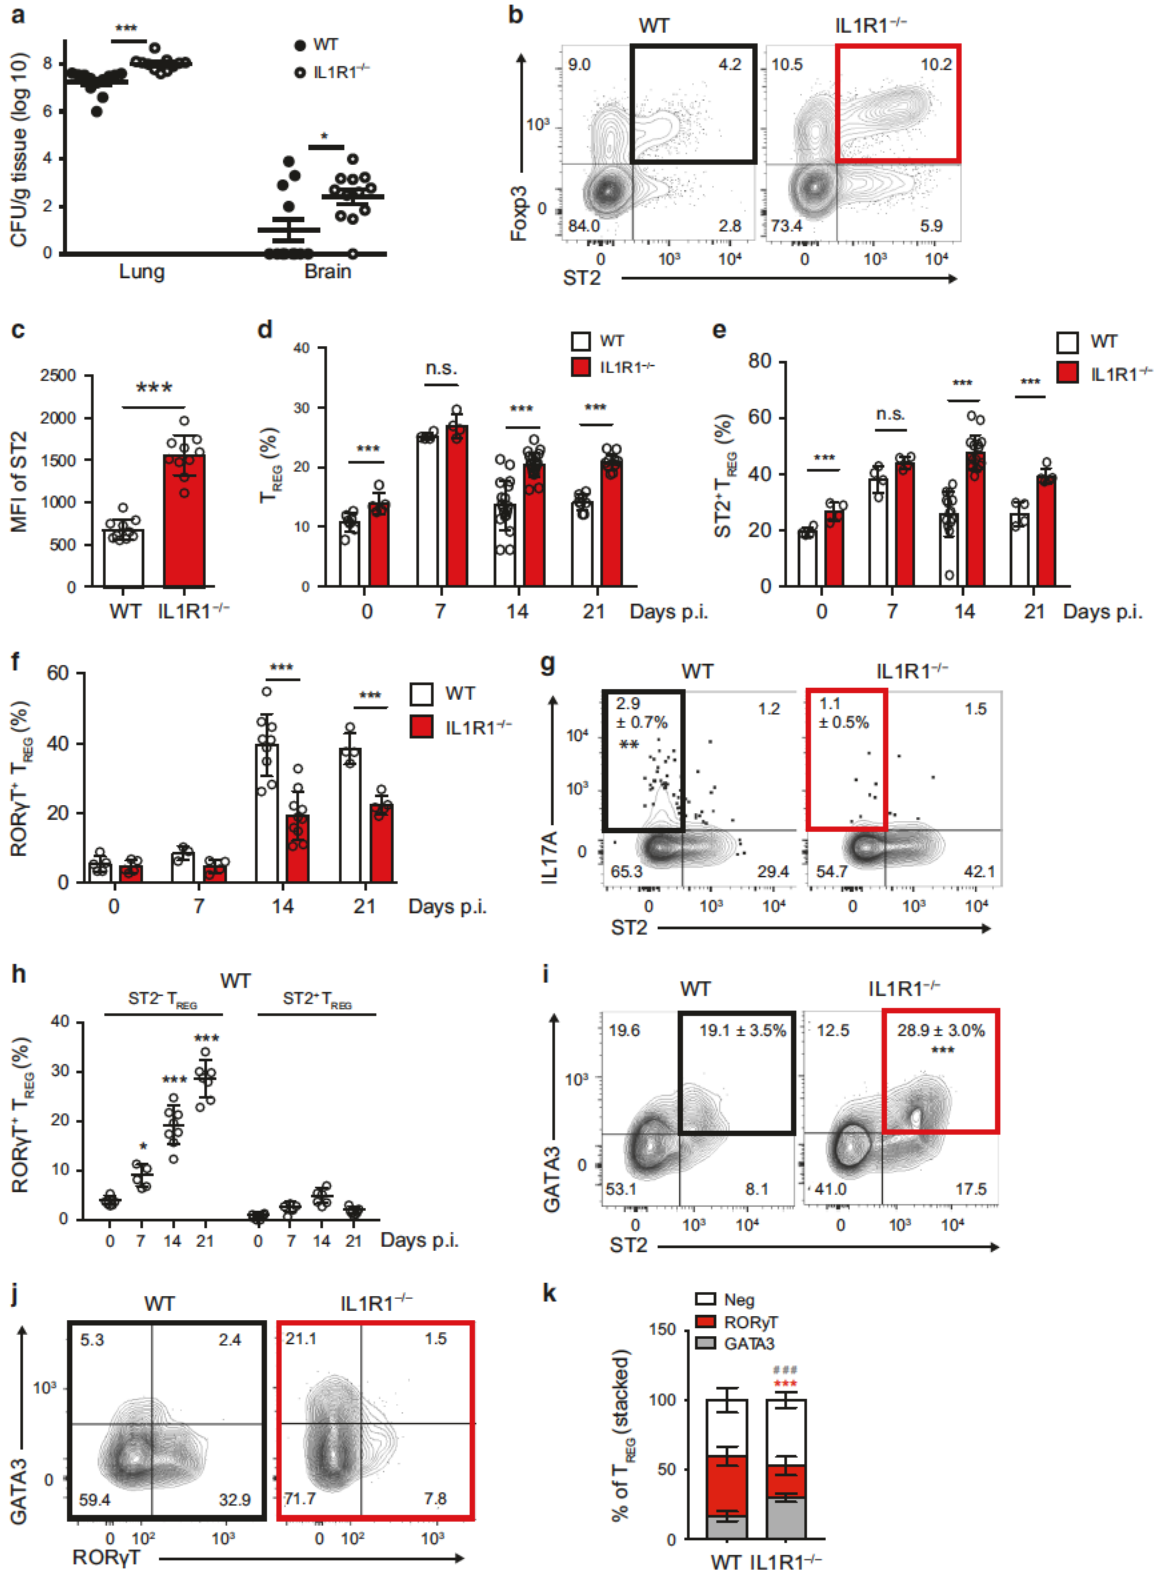 a
***
WT
IL1R1⁻/⁻
*
CFU/g tissue (log 10)
8
6
4
2
0
Lung
Brain
b
WT
IL1R1⁻/⁻
9.0
4.2
10.5
10.2
84.0
2.8
73.4
5.9
Foxp3
10³
0
0
10³
10⁴
0
10³
10⁴
ST2
c
***
MFI of ST2
2500
2000
1500
1000
500
0
WT
IL1R1⁻/⁻
d
WT
IL1R1⁻/⁻
TREG (%)
40
30
20
10
0
***
n.s.
***
***
0
7
14
21
Days p.i.
e
WT
IL1R1⁻/⁻
ST2⁺TREG (%)
80
60
40
20
0
***
n.s.
***
***
0
7
14
21
Days p.i.
f
WT
IL1R1⁻/⁻
RORγT⁺ TREG (%)
60
40
20
0
***
***
0
7
14
21
Days p.i.
g
WT
IL1R1⁻/⁻
2.9
± 0.7%
**
1.2
1.1
± 0.5%
1.5
65.3
29.4
54.7
42.1
IL17A
10⁴
10³
0
0
10³
10⁴
0
10³
10⁴
ST2
h
WT
ST2⁻ TREG
ST2⁺TREG
RORγT⁺ TREG (%)
40
30
20
10
0
*
***
***
0
7
14
21
0
7
14
21
Days p.i.
i
WT
IL1R1⁻/⁻
19.6
19.1 ± 3.5%
12.5
28.9 ± 3.0%
***
53.1
8.1
41.0
17.5
GATA3
10³
0
0
10³
10⁴
0
10³
10⁴
ST2
j
WT
IL1R1⁻/⁻
5.3
2.4
21.1
1.5
59.4
32.9
71.7
7.8
GATA3
10³
0
0
10²
10³
0
10²
10³
RORγT
k
Neg
RORγT
GATA3
% of TREG (stacked)
150
100
50
0
###
***
WT
IL1R1⁻/⁻